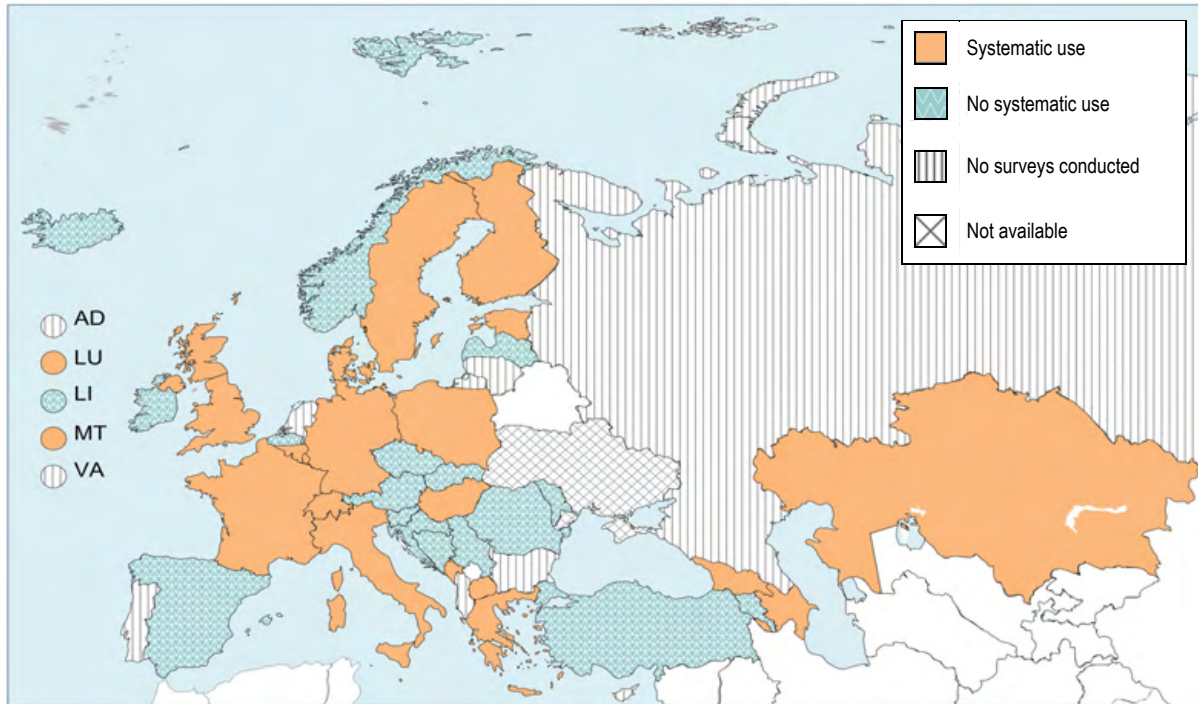 Systematic use
No systematic use
No surveys conducted
Not available
AD
LU
LI
MT
VA